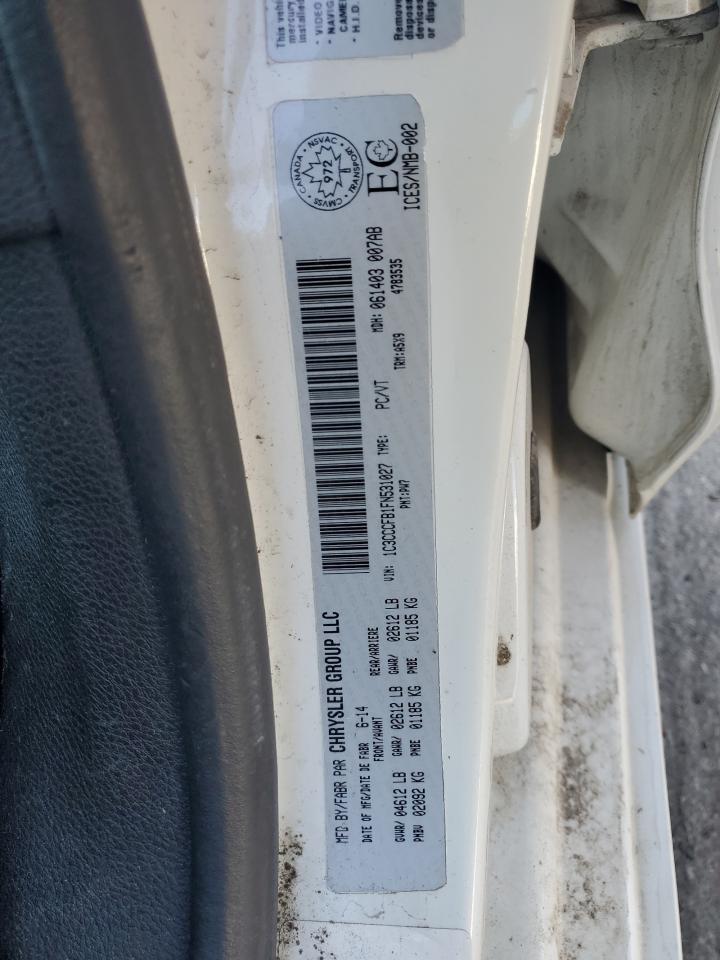 This vehi
mercury
installed
· VIDEO
· NAVIG
CAME
· H.I.D.
Remove
dispos
devices
or disp
MFD BY/FABR PAR CHRYSLER GROUP LLC
DATE OF MFG/DATE DE FABR 6-14
FRONT/AVANT REAR/ARRIERE
GVWR/ 04612 LB GAWR/ 02612 LB GAWR/ 02612 LB
PNBV 02092 KG PNBE 01185 KG PNBE 01185 KG
VIN: 1C3CCCFB1FN531027 TYPE: PC/VT MDH: 061403 007AB
PNT:PW7 TRM:A5X9 4783535
CANADA · NSVAC · TRANSPORT · CMVSS
972
EC
ICES/NMB-002